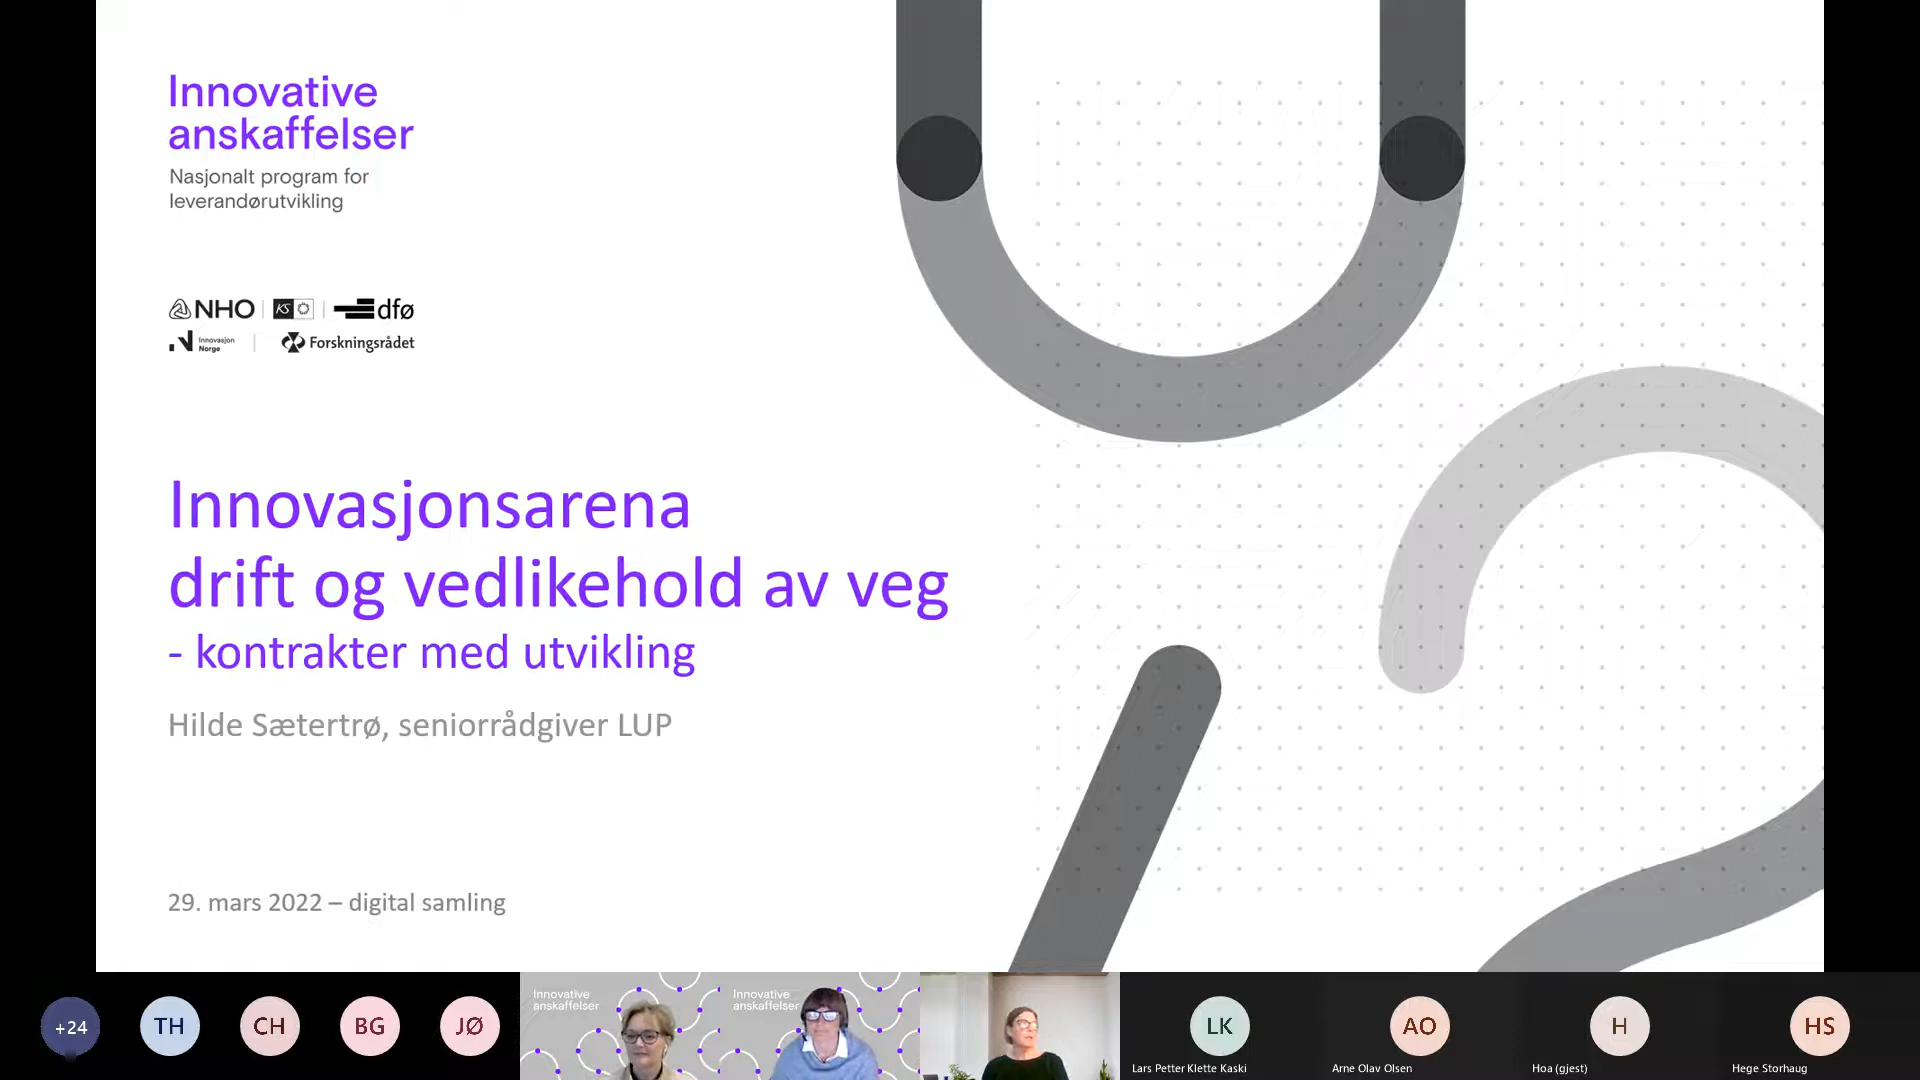 Innovative
anskaffelser
Nasjonalt program for
leverandørutvikling
NHO
KS
dfø
Innovasjon
Norge
Forskningsrådet
Innovasjonsarena
drift og vedlikehold av veg
- kontrakter med utvikling
Hilde Sætertrø, seniorrådgiver LUP
29. mars 2022 – digital samling
+24
TH
CH
BG
JØ
Innovative
anskaffelser
Innovative
anskaffelser
LK
Lars Petter Klette Kaski
AO
Arne Olav Olsen
H
Hoa (gjest)
HS
Hege Storhaug